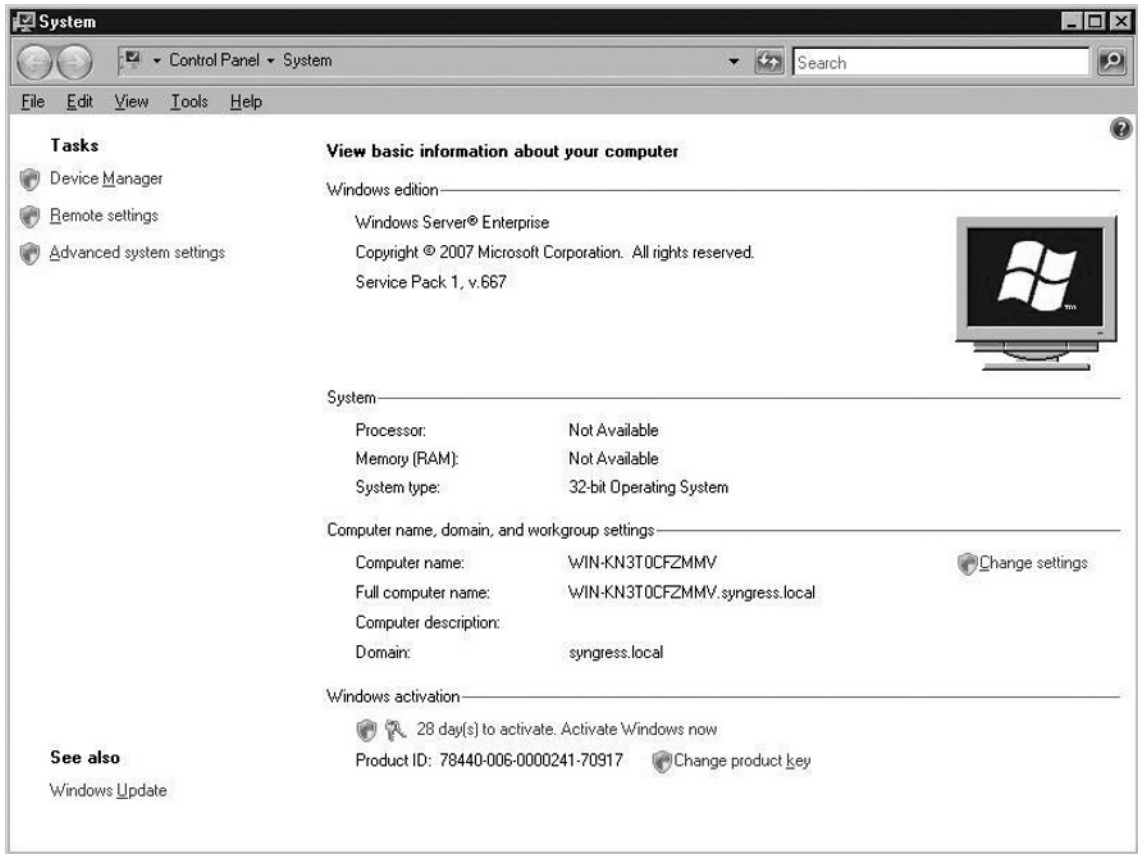 System
Control Panel System
Search
File Edit View Tools Help
Tasks
Device Manager
Remote settings
Advanced system settings
See also
Windows Update
View basic information about your computer
Windows edition
Windows Server® Enterprise
Copyright © 2007 Microsoft Corporation. All rights reserved.
Service Pack 1, v.667
TM
System
Processor: Not Available
Memory (RAM): Not Available
System type: 32-bit Operating System
Computer name, domain, and workgroup settings
Computer name: WIN-KN3T0CFZMMV Change settings
Full computer name: WIN-KN3T0CFZMMV.syngress.local
Computer description:
Domain: syngress.local
Windows activation
28 day(s) to activate. Activate Windows now
Product ID: 78440-006-0000241-70917 Change product key